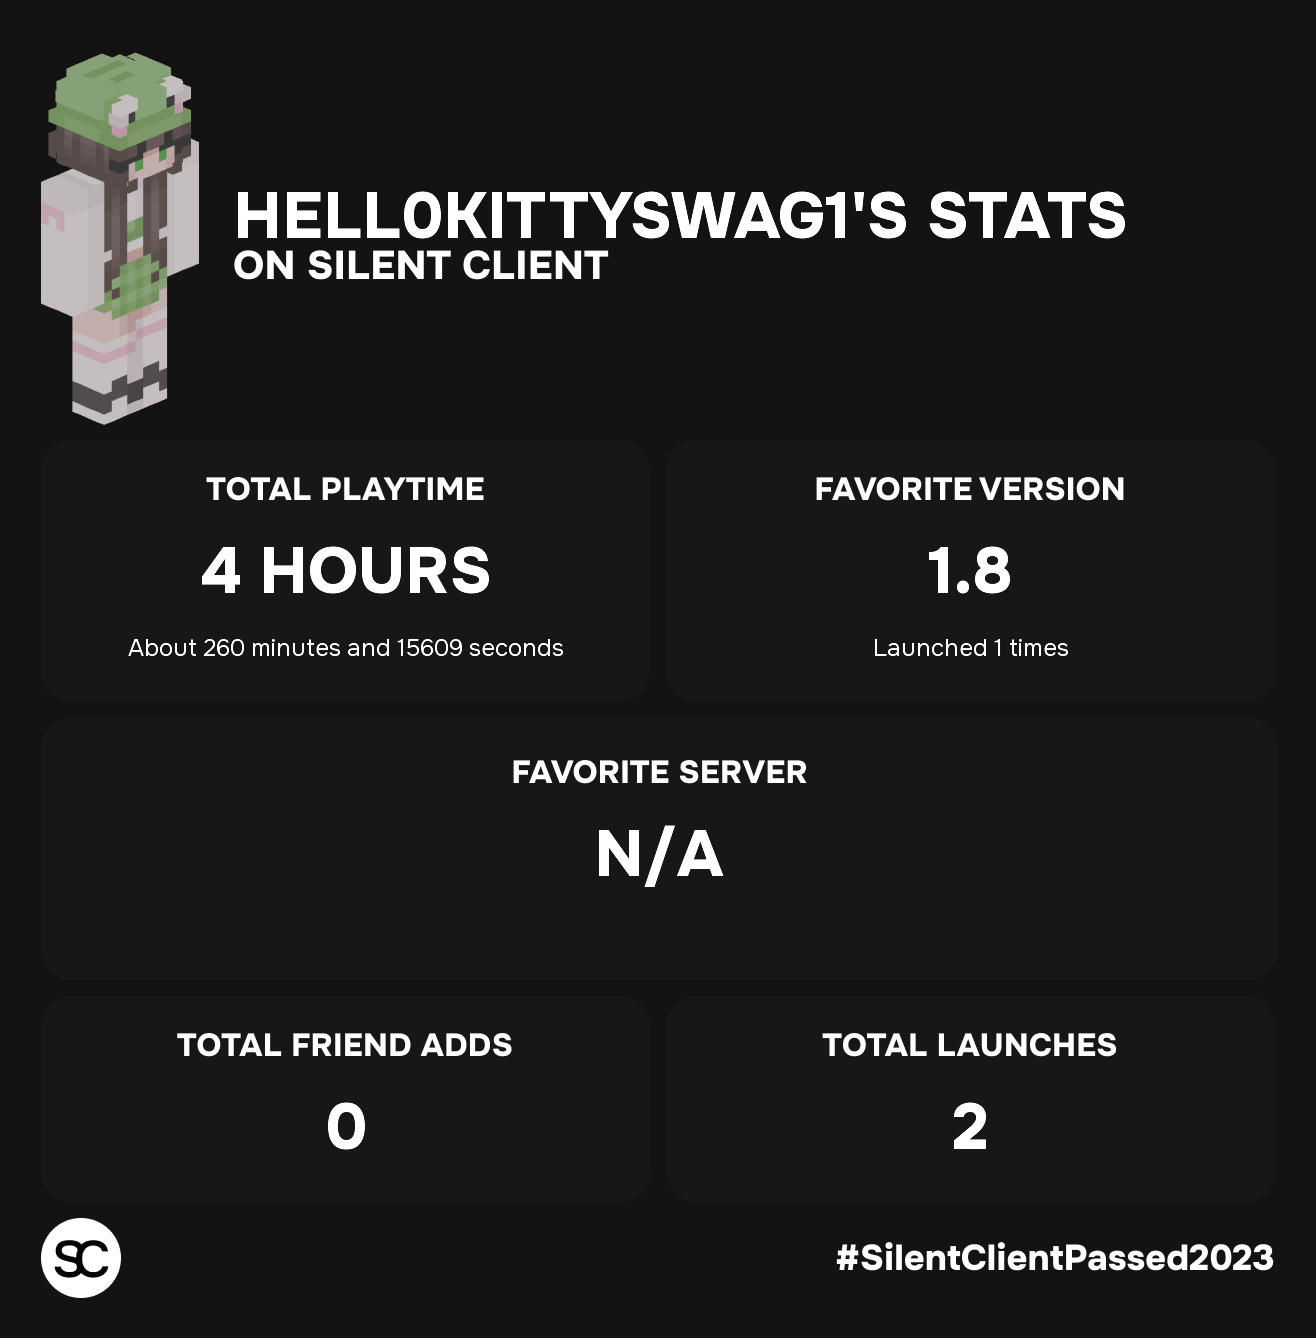 HELL0KITTYSWAG1'S STATS
ON SILENT CLIENT
TOTAL PLAYTIME
4 HOURS
About 260 minutes and 15609 seconds
FAVORITE VERSION
1.8
Launched 1 times
FAVORITE SERVER
N/A
TOTAL FRIEND ADDS
0
TOTAL LAUNCHES
2
SC
#SilentClientPassed2023